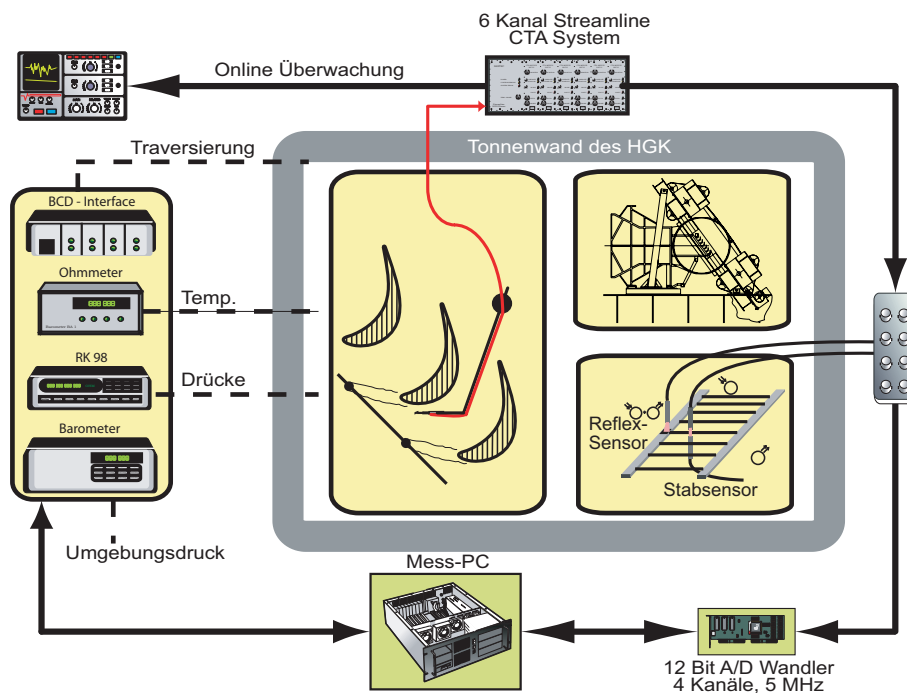 6 Kanal Streamline
CTA System
Online Überwachung
Traversierung
Tonnenwand des HGK
BCD - Interface
Ohmmeter
Temp.
RK 98
Drücke
Barometer
Reflex-
Sensor
Stabsensor
Umgebungsdruck
Mess-PC
12 Bit A/D Wandler
4 Kanäle, 5 MHz